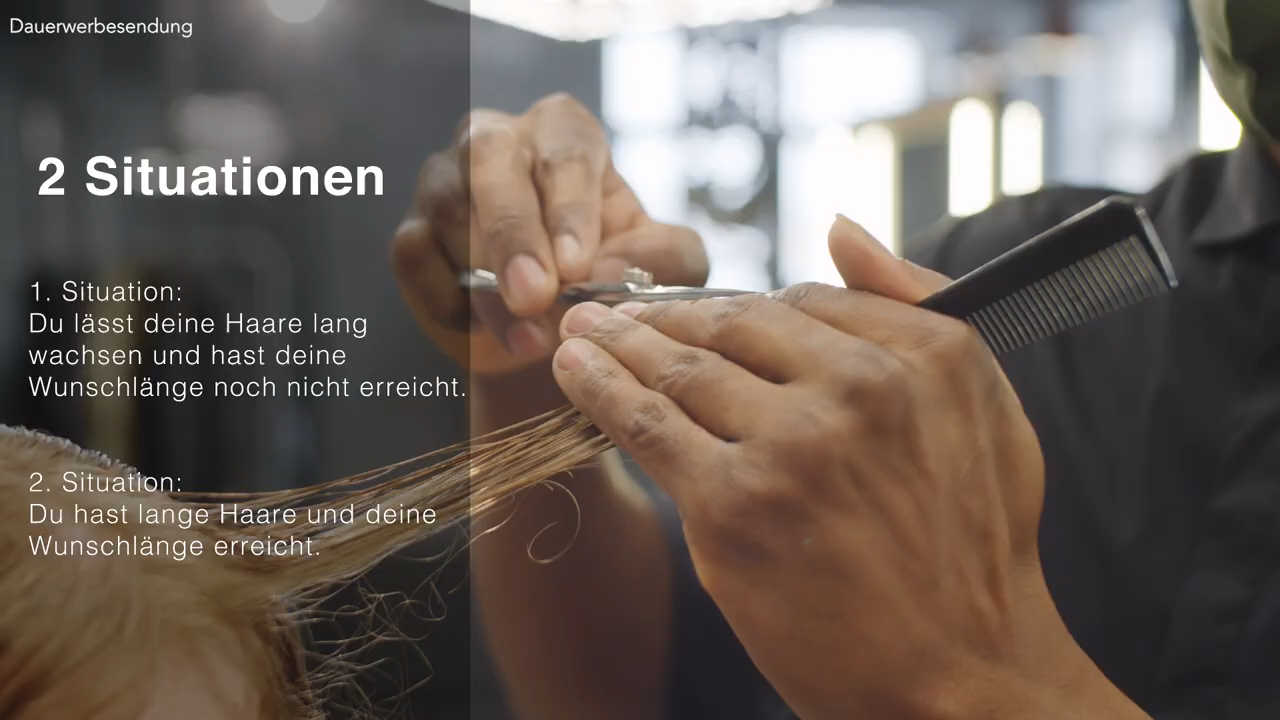 Dauerwerbesendung
2 Situationen
1. Situation:
Du lässt deine Haare lang
wachsen und hast deine
Wunschlänge noch nicht erreicht.
2. Situation:
Du hast lange Haare und deine
Wunschlänge erreicht.